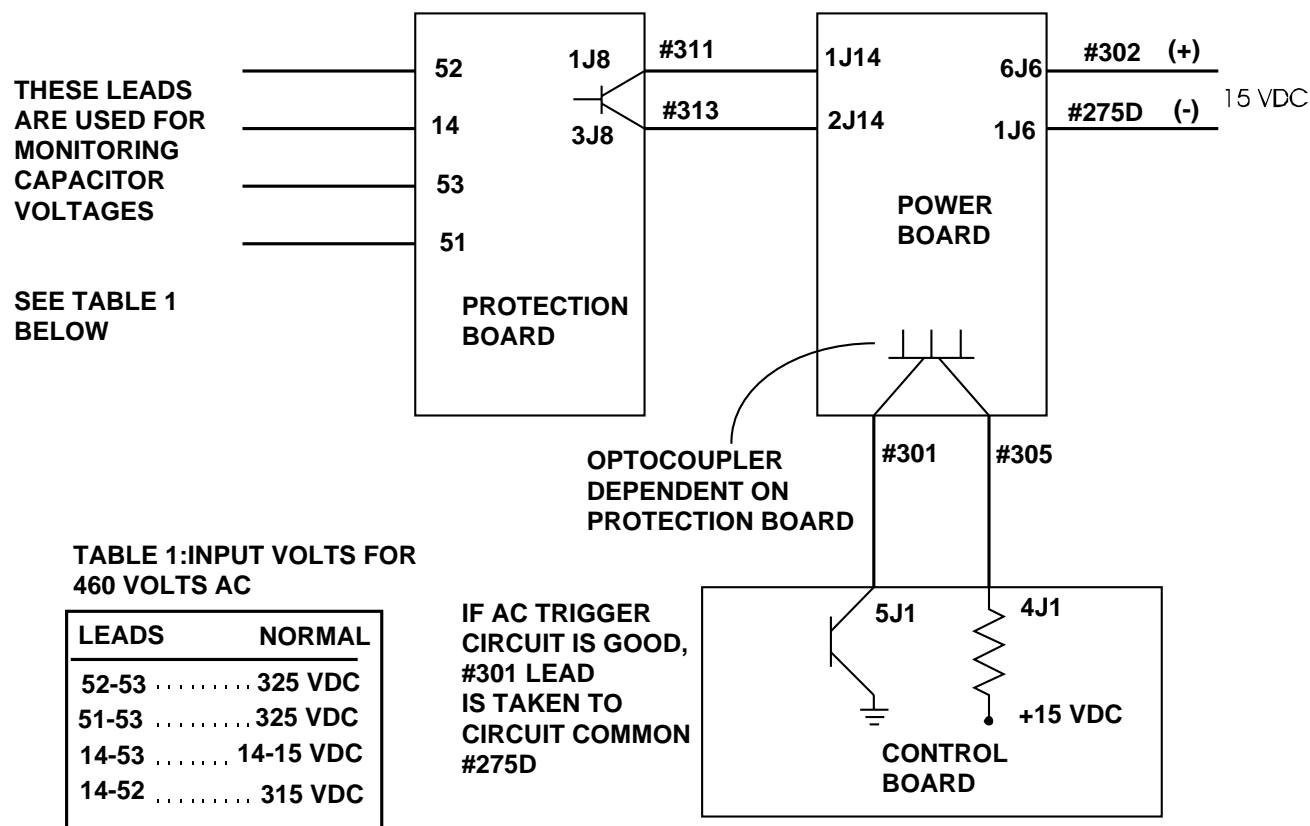 THESE LEADS
ARE USED FOR
MONITORING
CAPACITOR
VOLTAGES
SEE TABLE 1
BELOW
52
14
53
51
1J8
3J8
PROTECTION
BOARD
#311
#313
1J14
2J14
6J6
1J6
POWER
BOARD
#302 (+)
#275D (-)
15 VDC
OPTOCOUPLER
DEPENDENT ON
PROTECTION BOARD
#301
#305
TABLE 1:INPUT VOLTS FOR
460 VOLTS AC
LEADS NORMAL
52-53 ......... 325 VDC
51-53 ......... 325 VDC
14-53 ....... 14-15 VDC
14-52 ......... 315 VDC
IF AC TRIGGER
CIRCUIT IS GOOD,
#301 LEAD
IS TAKEN TO
CIRCUIT COMMON
#275D
5J1
4J1
+15 VDC
CONTROL
BOARD